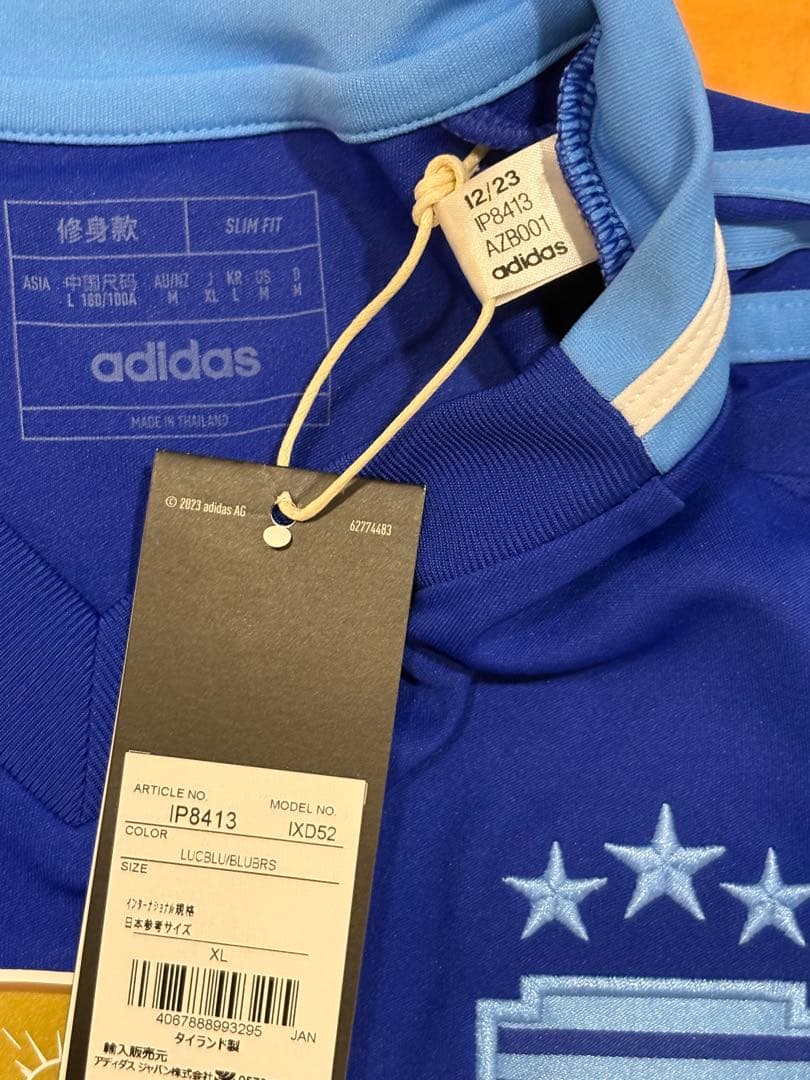 修身款 SLIM FIT
ASIA 中国尺码 AU/NZ J KR US D
L 180/100A M XL L M M
adidas
MADE IN THAILAND
12/23
IP8413
AZB001
adidas
© 2023 adidas AG
62774483
ARTICLE NO. MODEL NO.
IP8413 IXD52
COLOR
LUCBLU/BLUBRS
SIZE
インターナショナル規格
日本参考サイズ
XL
4067888993295 JAN
タイランド製
輸入販売元
アディダス ジャパン株式会社